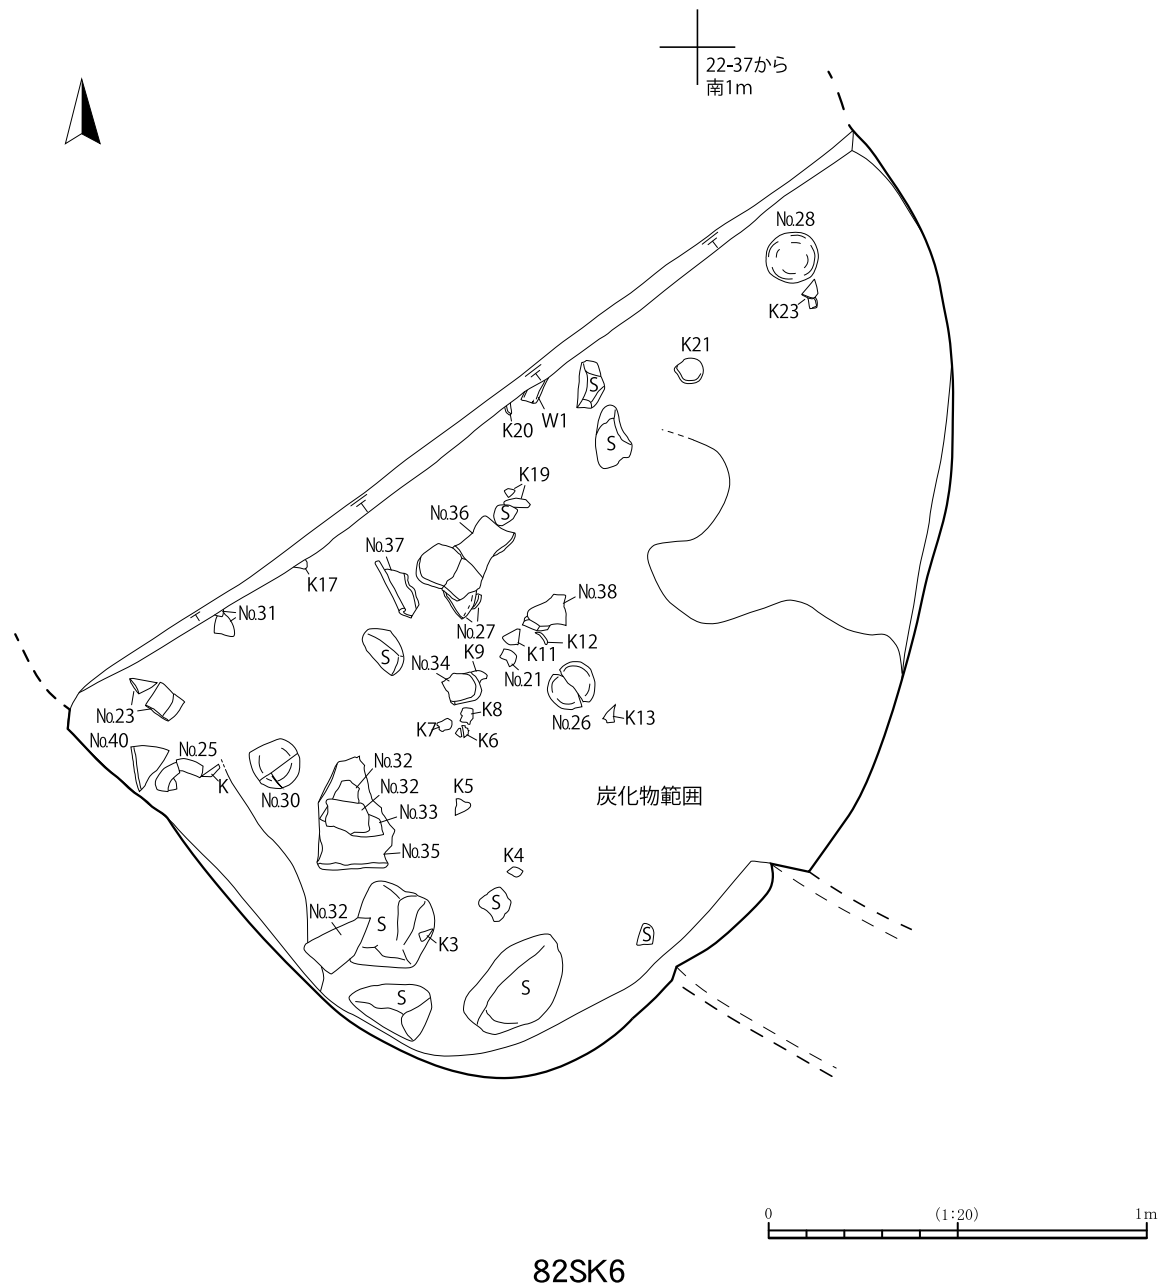 22-37から
南1m
No.28
K23
K21
S
W1
K20
S
K19
S
No.36
No.37
K17
No.31
No.38
No.27
K12
K11
K9
S
No.34
No.21
No.23
K8
No.26
K13
K7
K6
No.40
No.25
K
No.30
No.32
No.32
K5
炭化物範囲
No.33
No.35
K4
S
No.32
S
K3
S
S
S
0
(1:20)
1m
82SK6